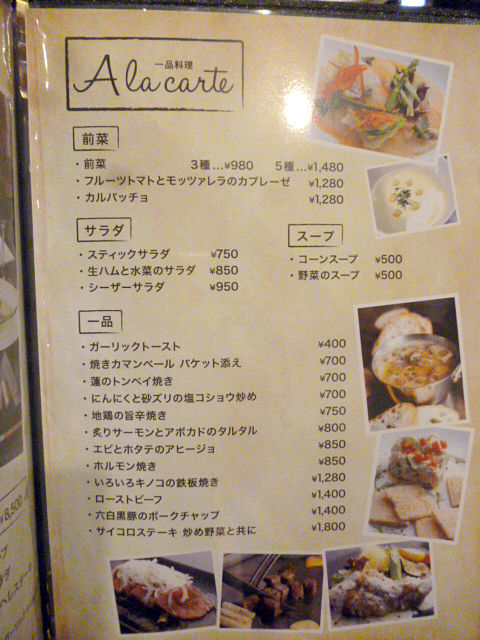 一品料理
A la carte
前菜
・前菜 3種…¥980 5種…¥1,480
・フルーツトマトとモッツァレラのカプレーゼ ¥1,280
・カルパッチョ ¥1,280
サラダ
・スティックサラダ ¥750
・生ハムと水菜のサラダ ¥850
・シーザーサラダ ¥950
スープ
・コーンスープ ¥500
・野菜のスープ ¥500
一品
・ガーリックトースト ¥400
・焼きカマンベール バケット添え ¥700
・蓮のトンペイ焼き ¥700
・にんにくと砂ズリの塩コショウ炒め ¥700
・地鶏の旨辛焼き ¥750
・炙りサーモンとアボカドのタルタル ¥800
・エビとホタテのアヒージョ ¥850
・ホルモン焼き ¥850
・いろいろキノコの鉄板焼き ¥1,280
・ローストビーフ ¥1,400
・六白黒豚のポークチャップ ¥1,400
・サイコロステーキ 炒め野菜と共に ¥1,800
¥8,500